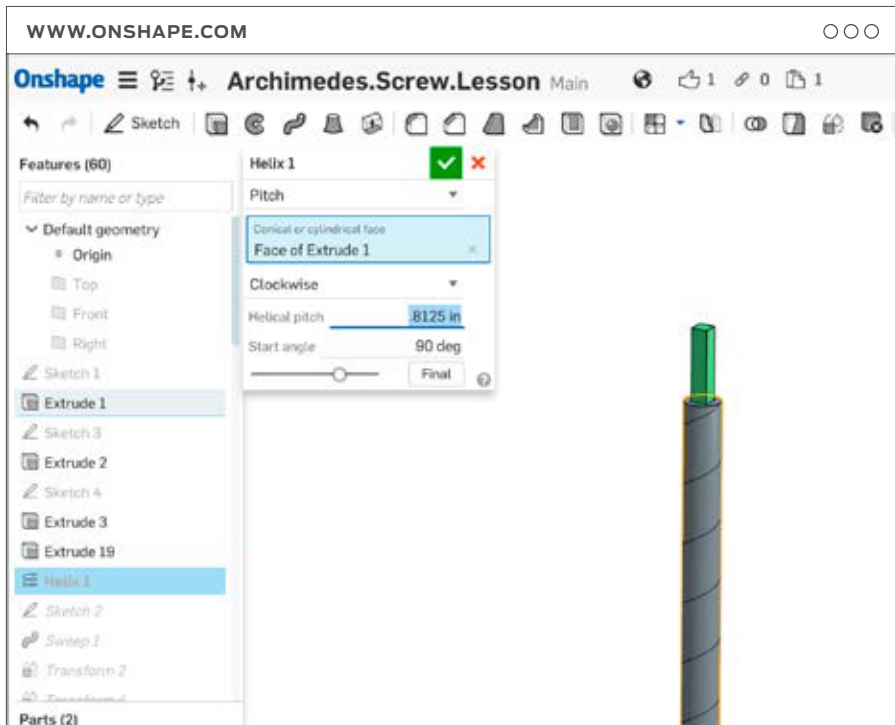 WWW.ONSHAPE.COM
Onshape Archimedes.Screw.Lesson Main 1 0 1
Sketch
Features (60)
Filter by name or type
Default geometry
Origin
Top
Front
Right
Sketch 1
Extrude 1
Sketch 3
Extrude 2
Sketch 4
Extrude 3
Extrude 19
Helix 1
Sketch 2
Sweep 1
Transform 2
Parts (2)
Helix 1
Pitch
Conical or cylindrical face
Face of Extrude 1
Clockwise
Helical pitch .8125 in
Start angle 90 deg
Final